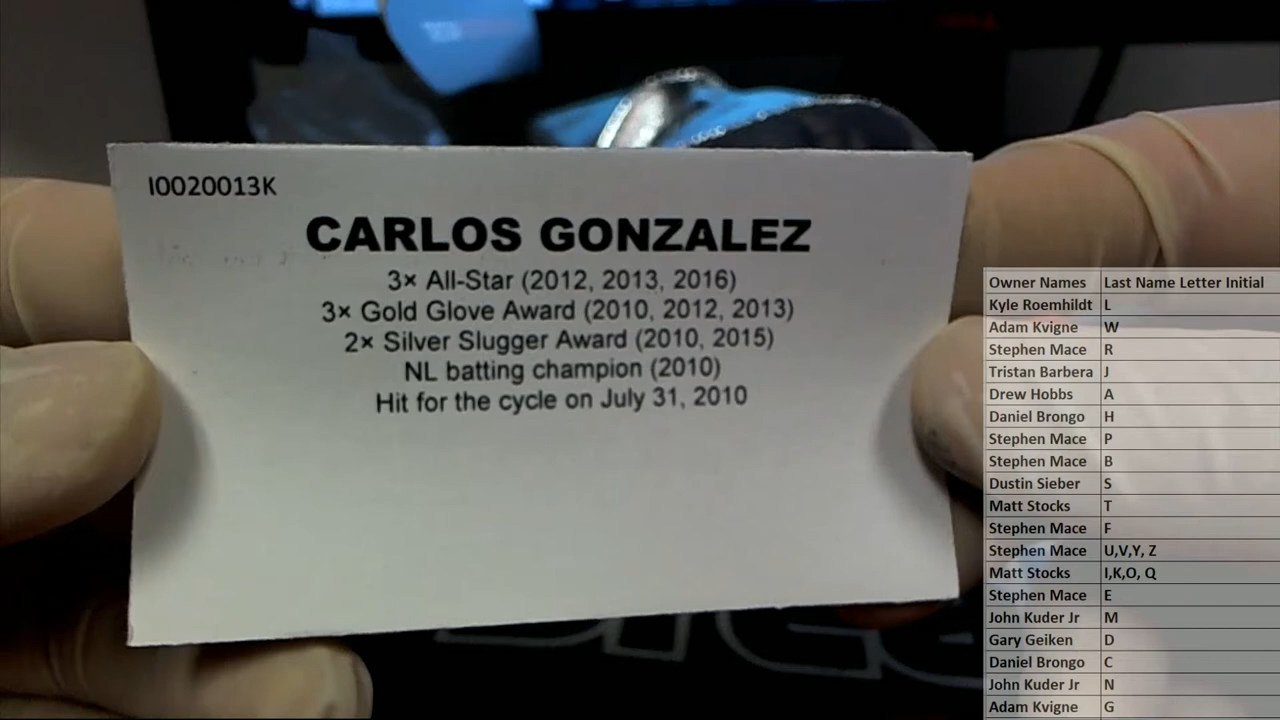 I0020013K
CARLOS GONZALEZ
3× All-Star (2012, 2013, 2016)
3× Gold Glove Award (2010, 2012, 2013)
2× Silver Slugger Award (2010, 2015)
NL batting champion (2010)
Hit for the cycle on July 31, 2010
Owner Names Last Name Letter Initial
Kyle Roemhildt L
Adam Kvigne W
Stephen Mace R
Tristan Barbera J
Drew Hobbs A
Daniel Brongo H
Stephen Mace P
Stephen Mace B
Dustin Sieber S
Matt Stocks T
Stephen Mace F
Stephen Mace U,V,Y, Z
Matt Stocks I,K,O, Q
Stephen Mace E
John Kuder Jr M
Gary Geiken D
Daniel Brongo C
John Kuder Jr N
Adam Kvigne G